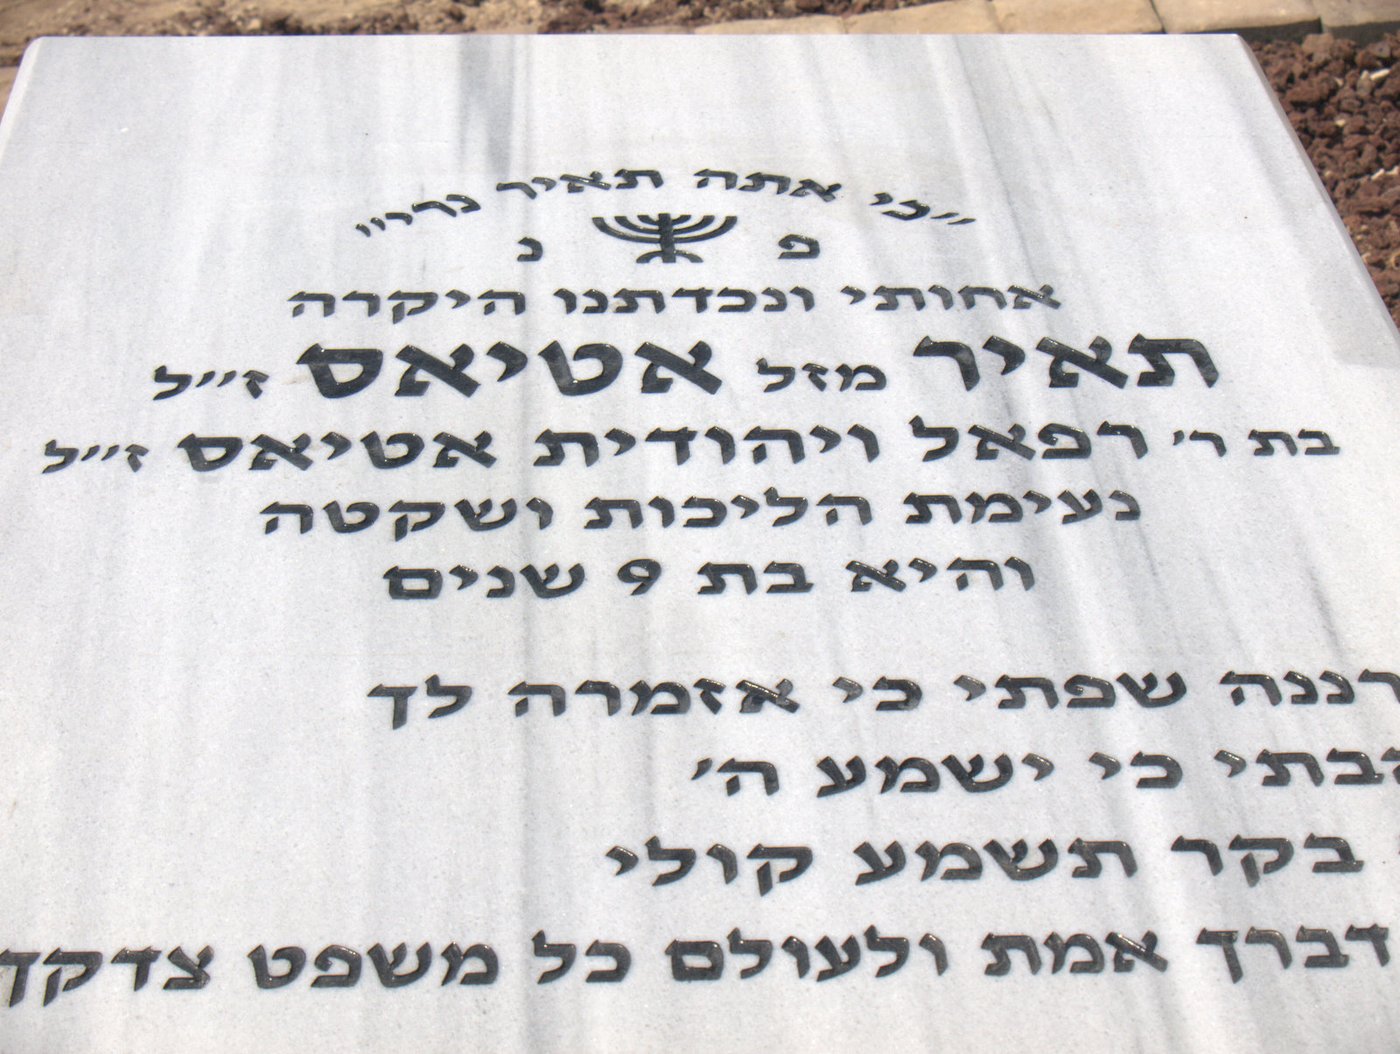 "כי אתה תאיר נרי"
פ נ
אחותי ונכדתנו היקרה
תאיר מזל אטיאס ז"ל
בת ר' רפאל ויהודית אטיאס ז"ל
נעימת הליכות ושקטה
והיא בת 9 שנים
רננה שפתי כי אזמרה לך
בתי כי ישמע ה'
בקר תשמע קולי
דברך אמת ולעולם כל משפט צדקך